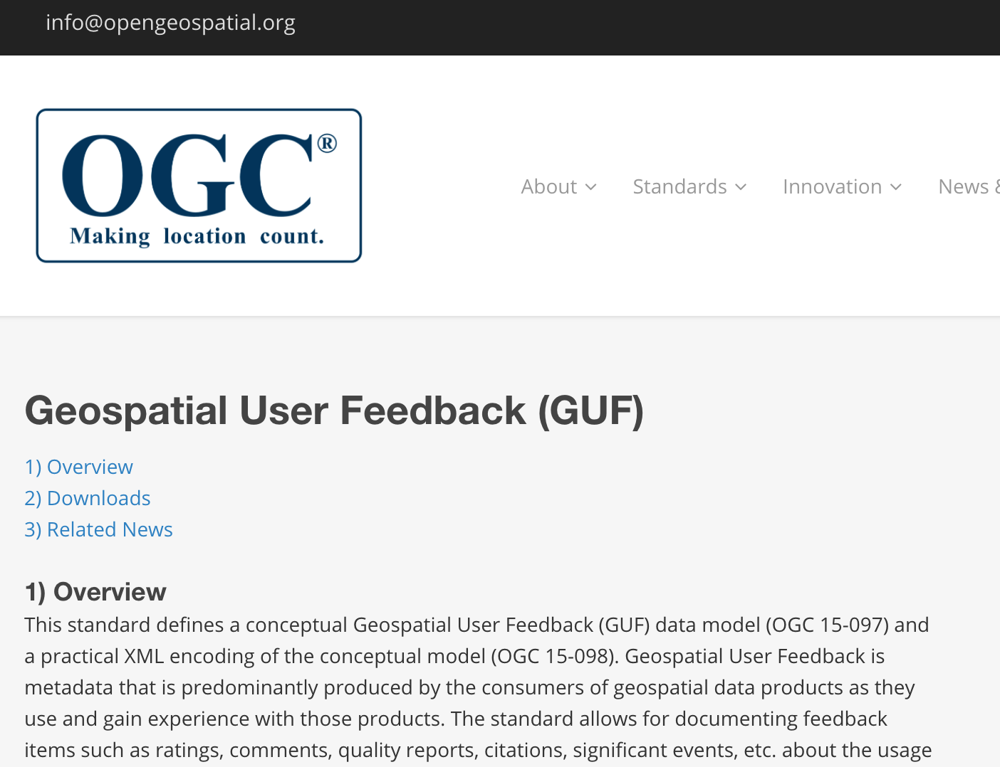 info@opengeospatial.org
OGC®
Making location count.
About
Standards
Innovation
News &
Geospatial User Feedback (GUF)
1) Overview
2) Downloads
3) Related News
1) Overview
This standard defines a conceptual Geospatial User Feedback (GUF) data model (OGC 15-097) and
a practical XML encoding of the conceptual model (OGC 15-098). Geospatial User Feedback is
metadata that is predominantly produced by the consumers of geospatial data products as they
use and gain experience with those products. The standard allows for documenting feedback
items such as ratings, comments, quality reports, citations, significant events, etc. about the usage